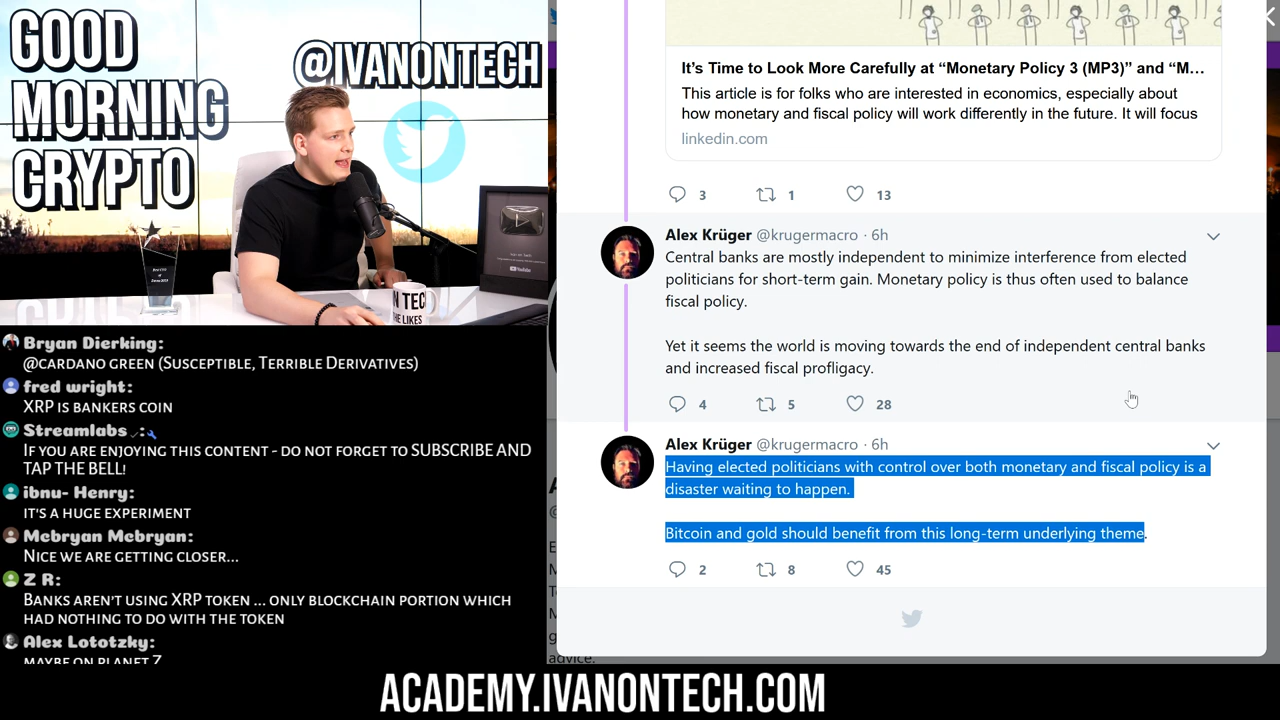 GOOD
MORNING
CRYPTO
@IVANONTECH
YouTube
N TEC
HE LIKES
Bryan Dierking:
@CARDANO GREEN (SUSCEPTIBLE, TERRIBLE DERIVATIVES)
fred wright:
XRP IS BANKERS COIN
Streamlabs
IF YOU ARE ENJOYING THIS CONTENT - DO NOT FORGET TO SUBSCRIBE AND
TAP THE BELL!
ibnu- Henry:
IT'S A HUGE EXPERIMENT
Mcbryan Mcbryan:
NICE WE ARE GETTING CLOSER...
Z R:
BANKS AREN'T USING XRP TOKEN ... ONLY BLOCKCHAIN PORTION WHICH
HAD NOTHING TO DO WITH THE TOKEN
Alex Lototzky:
MAYBE ON PLANET Z
It's Time to Look More Carefully at “Monetary Policy 3 (MP3)” and “M...
This article is for folks who are interested in economics, especially about
how monetary and fiscal policy will work differently in the future. It will focus
linkedin.com
3 1 13
Alex Krüger @krugermacro · 6h
Central banks are mostly independent to minimize interference from elected
politicians for short-term gain. Monetary policy is thus often used to balance
fiscal policy.
Yet it seems the world is moving towards the end of independent central banks
and increased fiscal profligacy.
4 5 28
Alex Krüger @krugermacro · 6h
Having elected politicians with control over both monetary and fiscal policy is a
disaster waiting to happen.
Bitcoin and gold should benefit from this long-term underlying theme.
2 8 45
advice.
ACADEMY.IVANONTECH.COM